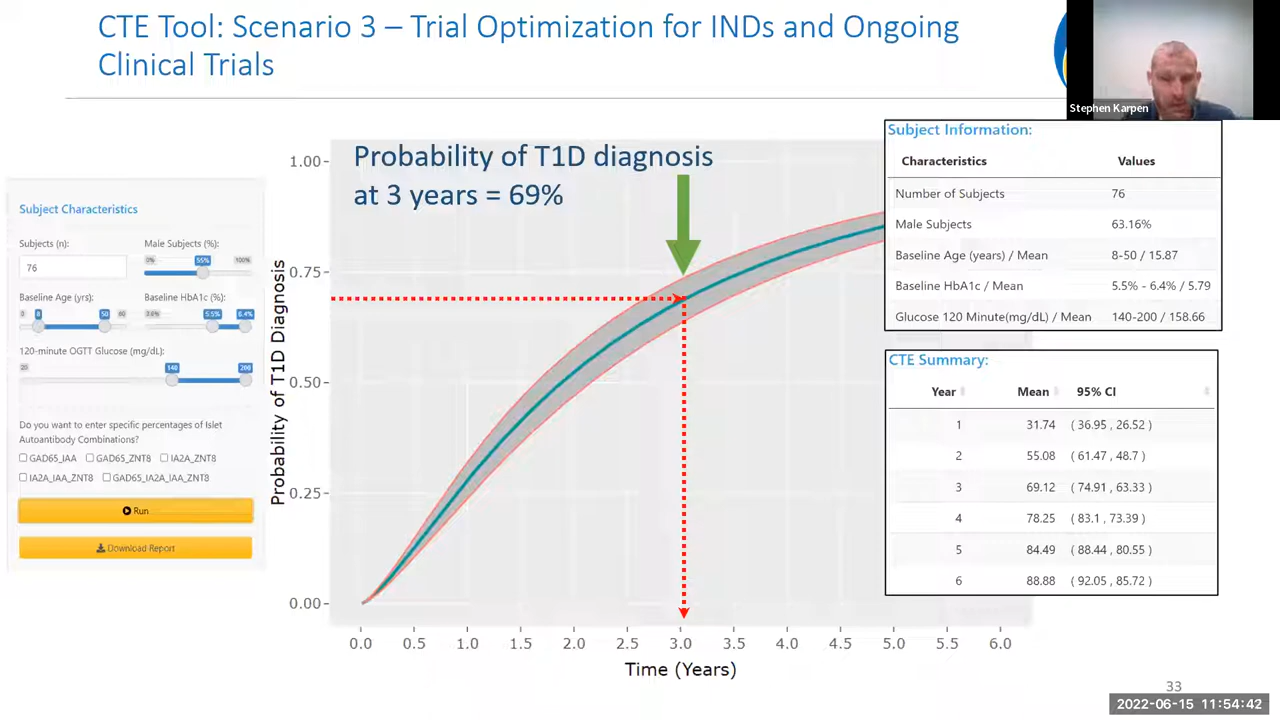 CTE Tool: Scenario 3 – Trial Optimization for INDs and Ongoing
Clinical Trials
Stephen Karpen
Subject Characteristics
Subjects (n):
Male Subjects (%):
76
0%
55%
100%
Baseline Age (yrs):
Baseline HbA1c (%):
8
50
60
5.5%
6.4%
120-minute OGTT Glucose (mg/dL):
140
200
Do you want to enter specific percentages of Islet
Autoantibody Combinations?
GAD65_IAA GAD65_ZNT8 IA2A_ZNT8
IA2A_IAA_ZNT8 GAD65_IA2A_IAA_ZNT8
Run
Download Report
Probability of T1D diagnosis
at 3 years = 69%
Probability of T1D Diagnosis
1.00
0.75
0.50
0.25
0.00
0.0 0.5 1.0 1.5 2.0 2.5 3.0 3.5 4.0 4.5 5.0 5.5 6.0
Time (Years)
Subject Information:
Characteristics Values
Number of Subjects 76
Male Subjects 63.16%
Baseline Age (years) / Mean 8-50 / 15.87
Baseline HbA1c / Mean 5.5% - 6.4% / 5.79
Glucose 120 Minute(mg/dL) / Mean 140-200 / 158.66
CTE Summary:
Year Mean 95% CI
1 31.74 ( 36.95 , 26.52 )
2 55.08 ( 61.47 , 48.7 )
3 69.12 ( 74.91 , 63.33 )
4 78.25 ( 83.1 , 73.39 )
5 84.49 ( 88.44 , 80.55 )
6 88.88 ( 92.05 , 85.72 )
33
2022-06-15 11:54:42